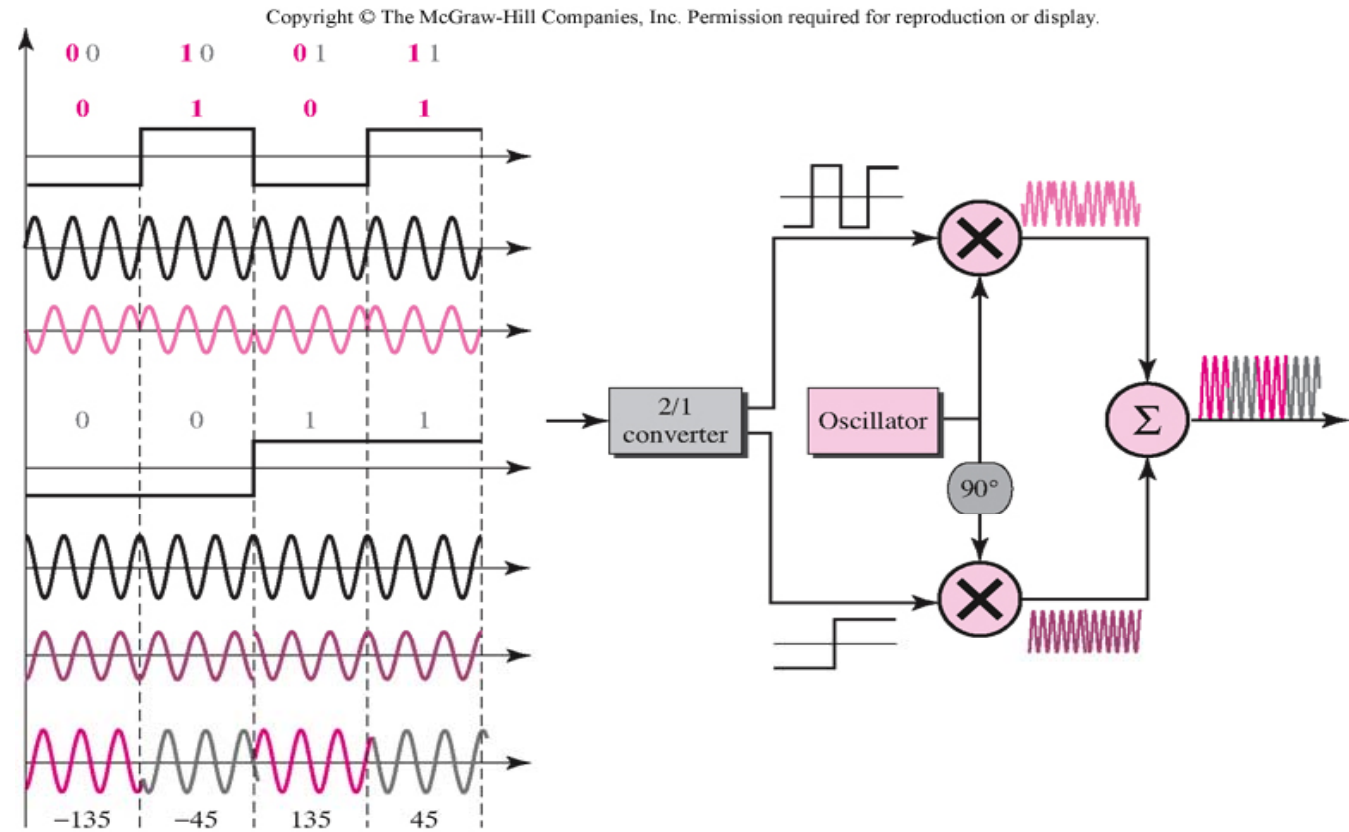 Copyright © The McGraw-Hill Companies, Inc. Permission required for reproduction or display.
0 0 1 0 0 1 1 1
0 1 0 1
0 0 1 1
−135 −45 135 45
2/1
converter
Oscillator
90°
Σ